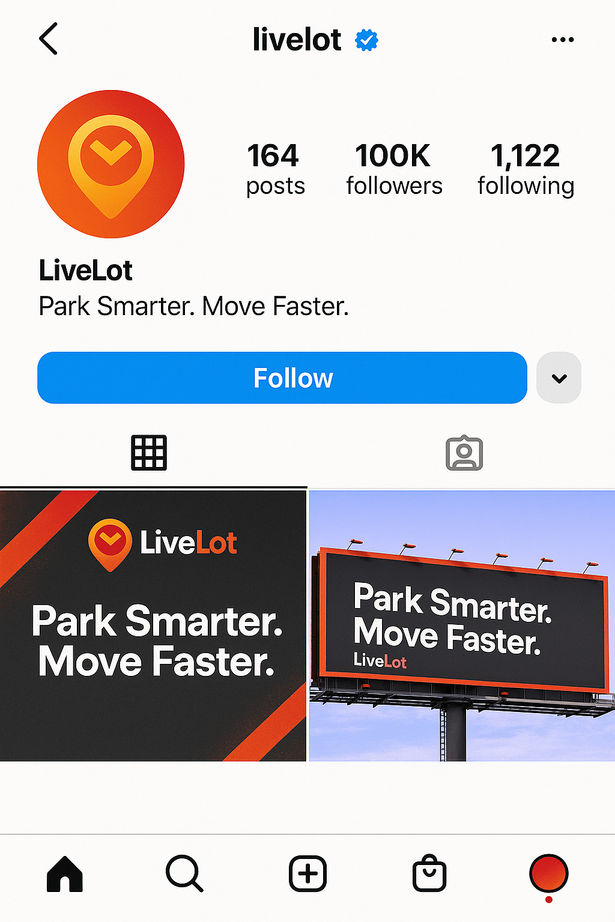 livelot
164 100K 1,122
posts followers following
LiveLot
Park Smarter. Move Faster.
Follow
LiveLot
Park Smarter.
Move Faster.
Park Smarter.
Move Faster.
LiveLot